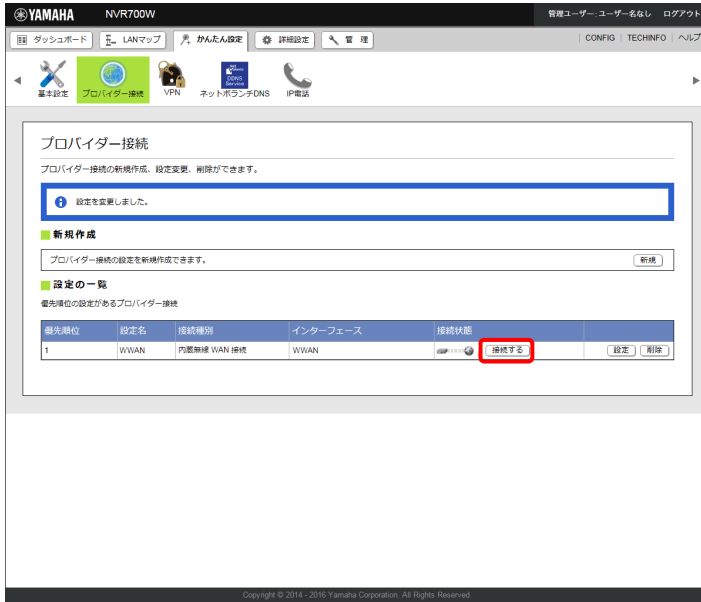 YAMAHA NVR700W 管理ユーザー:ユーザー名なし ログアウト
ダッシュボード LANマップ かんたん設定 詳細設定 管理 CONFIG TECHINFO ヘルプ
基本設定 プロバイダー接続 VPN ネットボランチDNS IP電話
DDNS Service
プロバイダー接続
プロバイダー接続の新規作成、設定変更、削除ができます。
設定を変更しました。
新規作成
プロバイダー接続の設定を新規作成できます。 新規
設定の一覧
優先順位の設定があるプロバイダー接続
優先順位 設定名 接続種別 インターフェース 接続状態
1 WWAN 内蔵無線 WAN 接続 WWAN 接続する 設定 削除
Copyright © 2014 - 2016 Yamaha Corporation. All Rights Reserved.